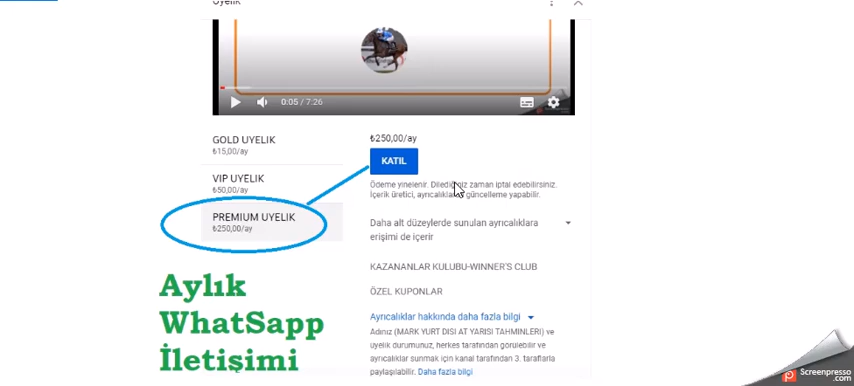 Üyelik
0:05 / 7:26
GOLD UYELIK
₺15,00/ay
VIP UYELIK
₺50,00/ay
PREMIUM UYELIK
₺250,00/ay
₺250,00/ay
KATIL
Ödeme yinelenir. Dilediğiniz zaman iptal edebilirsiniz.
İçerik üretici, ayrıcalıkları güncelleme yapabilir.
Daha alt düzeylerde sunulan ayrıcalıklara
erişimi de içerir
KAZANANLAR KULUBU-WINNER'S CLUB
ÖZEL KUPONLAR
Ayrıcalıklar hakkında daha fazla bilgi
Adınız (MARK YURT DISI AT YARISI TAHMINLERI) ve
üyelik durumunuz, herkes tarafından görülebilir ve
ayrıcalıklar sunmak için kanal tarafından 3. taraflarla
paylaşılabilir. Daha fazla bilgi
Aylık
WhatSapp
İletişimi
Screenpresso
.com